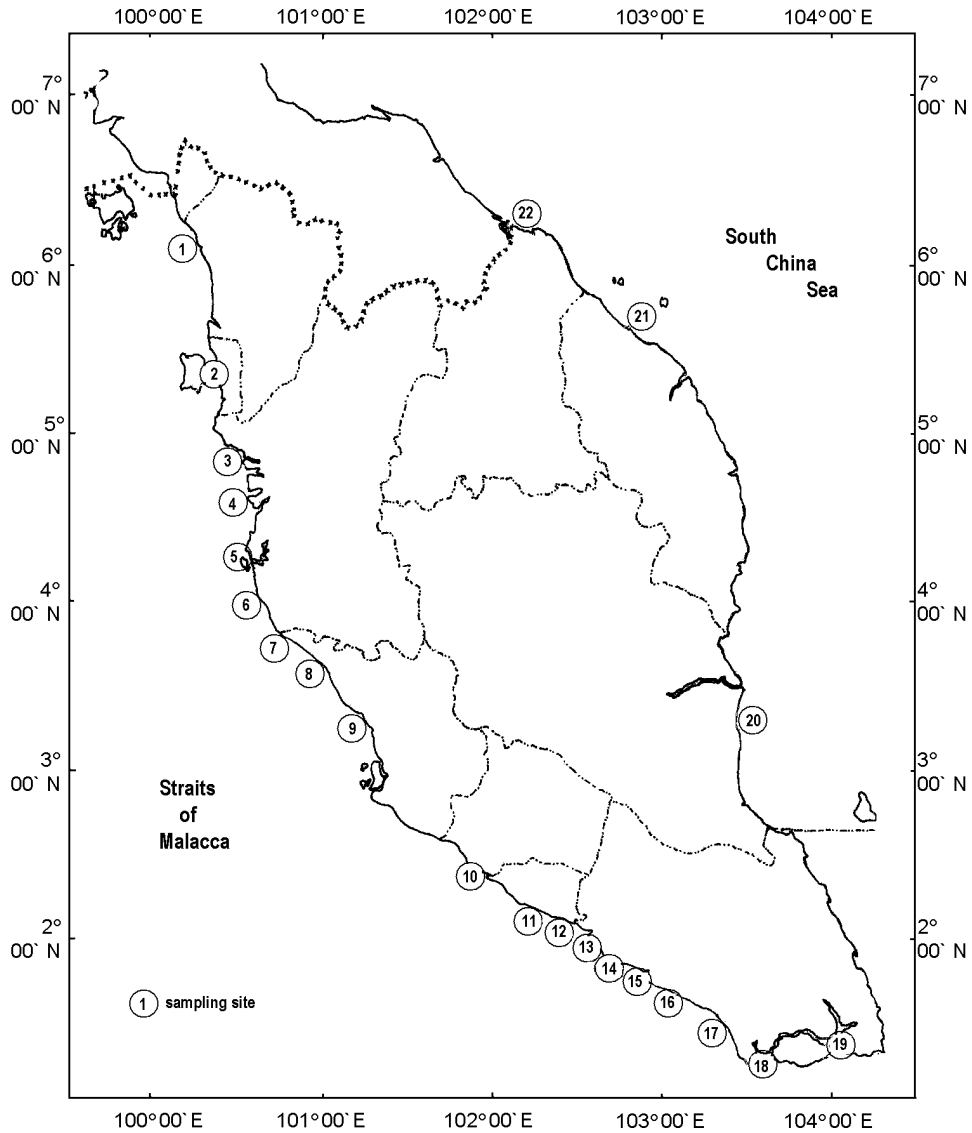 100°00` E 101°00` E 102°00` E 103°00` E 104°00` E
7°
00` N
7°
00` N
22
South
China
Sea
1
6°
00` N
6°
00` N
21
2
5°
00` N
5°
00` N
3
4
5
4°
00` N
4°
00` N
6
7
8
20
9
3°
00` N
3°
00` N
Straits
of
Malacca
10
11
12
2°
00` N
2°
00` N
13
14
15
16
1 sampling site
17
19
18
100°00` E 101°00` E 102°00` E 103°00` E 104°00` E